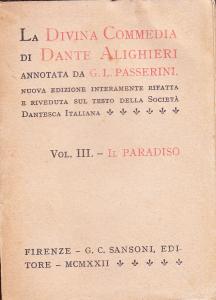 La Divina Commedia
di Dante Alighieri
annotata da G. L. Passerini.
nuova edizione interamente rifatta
e riveduta sul testo della Società
Dantesca Italiana
Vol. III. – Il Paradiso
Firenze – G. C. Sansoni, Edi-
tore – MCMXXII